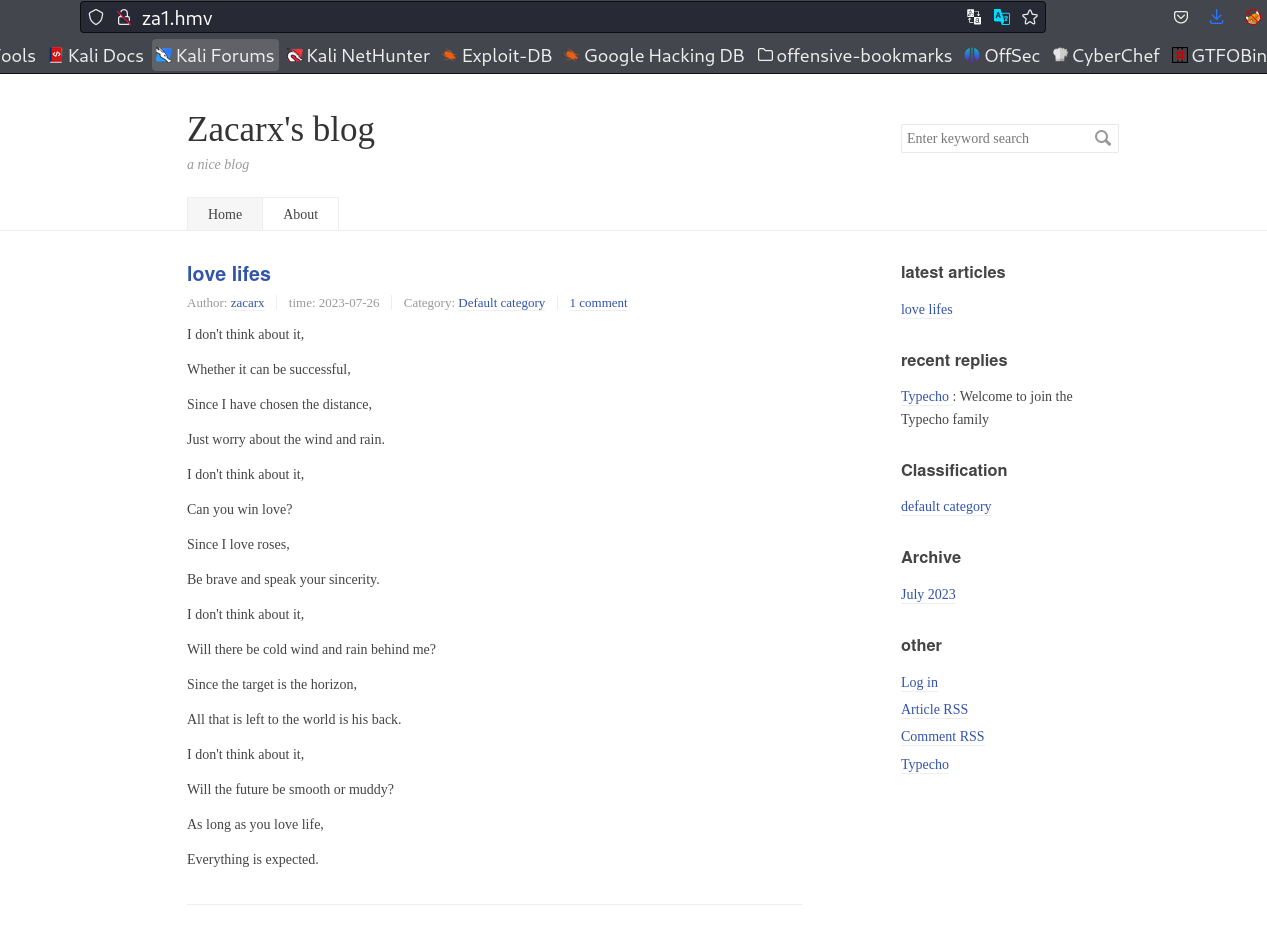 za1.hmv
ools Kali Docs Kali Forums Kali NetHunter Exploit-DB Google Hacking DB offensive-bookmarks OffSec CyberChef GTFOBin
Zacarx's blog
a nice blog
Enter keyword search
Home About
love lifes
Author: zacarx time: 2023-07-26 Category: Default category 1 comment
I don't think about it,
Whether it can be successful,
Since I have chosen the distance,
Just worry about the wind and rain.
I don't think about it,
Can you win love?
Since I love roses,
Be brave and speak your sincerity.
I don't think about it,
Will there be cold wind and rain behind me?
Since the target is the horizon,
All that is left to the world is his back.
I don't think about it,
Will the future be smooth or muddy?
As long as you love life,
Everything is expected.
latest articles
love lifes
recent replies
Typecho : Welcome to join the
Typecho family
Classification
default category
Archive
July 2023
other
Log in
Article RSS
Comment RSS
Typecho